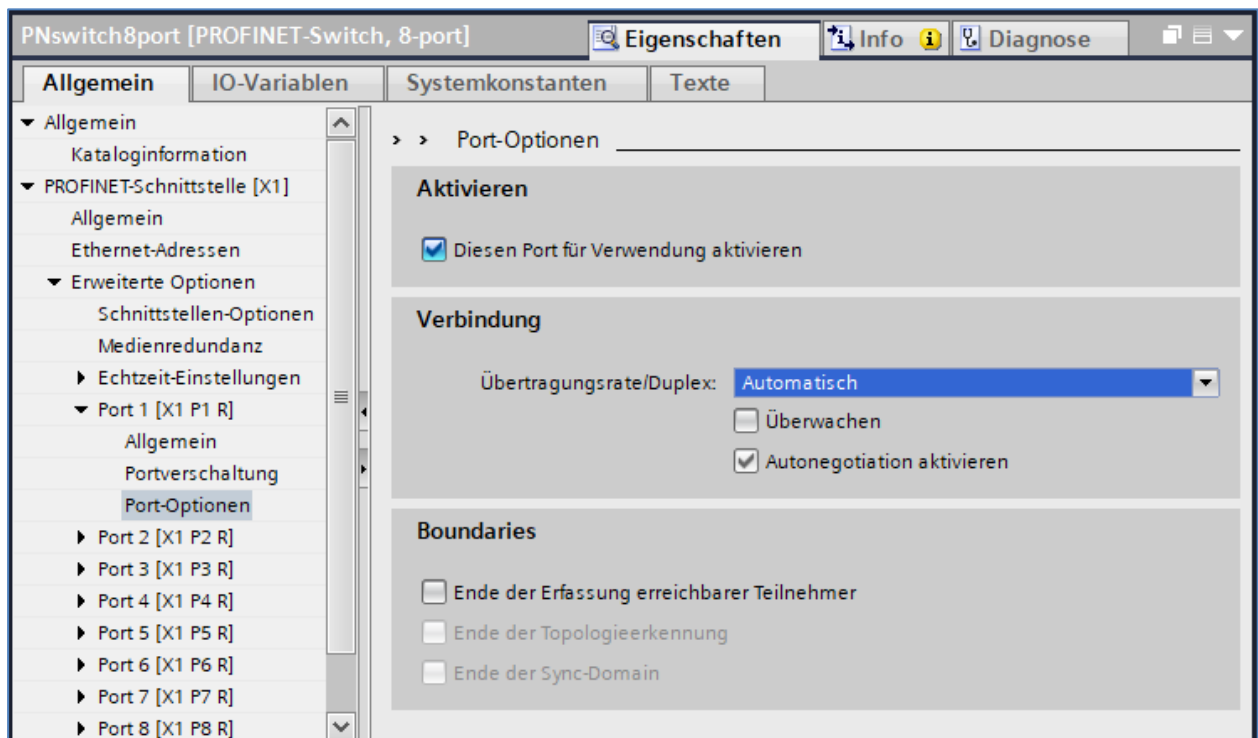 PNswitch8port [PROFINET-Switch, 8-port]
Eigenschaften
Info
Diagnose
Allgemein
IO-Variablen
Systemkonstanten
Texte
Allgemein
Kataloginformation
PROFINET-Schnittstelle [X1]
Allgemein
Ethernet-Adressen
Erweiterte Optionen
Schnittstellen-Optionen
Medienredundanz
Echtzeit-Einstellungen
Port 1 [X1 P1 R]
Allgemein
Portverschaltung
Port-Optionen
Port 2 [X1 P2 R]
Port 3 [X1 P3 R]
Port 4 [X1 P4 R]
Port 5 [X1 P5 R]
Port 6 [X1 P6 R]
Port 7 [X1 P7 R]
Port 8 [X1 P8 R]
> > Port-Optionen
Aktivieren
Diesen Port für Verwendung aktivieren
Verbindung
Übertragungsrate/Duplex: Automatisch
Überwachen
Autonegotiation aktivieren
Boundaries
Ende der Erfassung erreichbarer Teilnehmer
Ende der Topologieerkennung
Ende der Sync-Domain